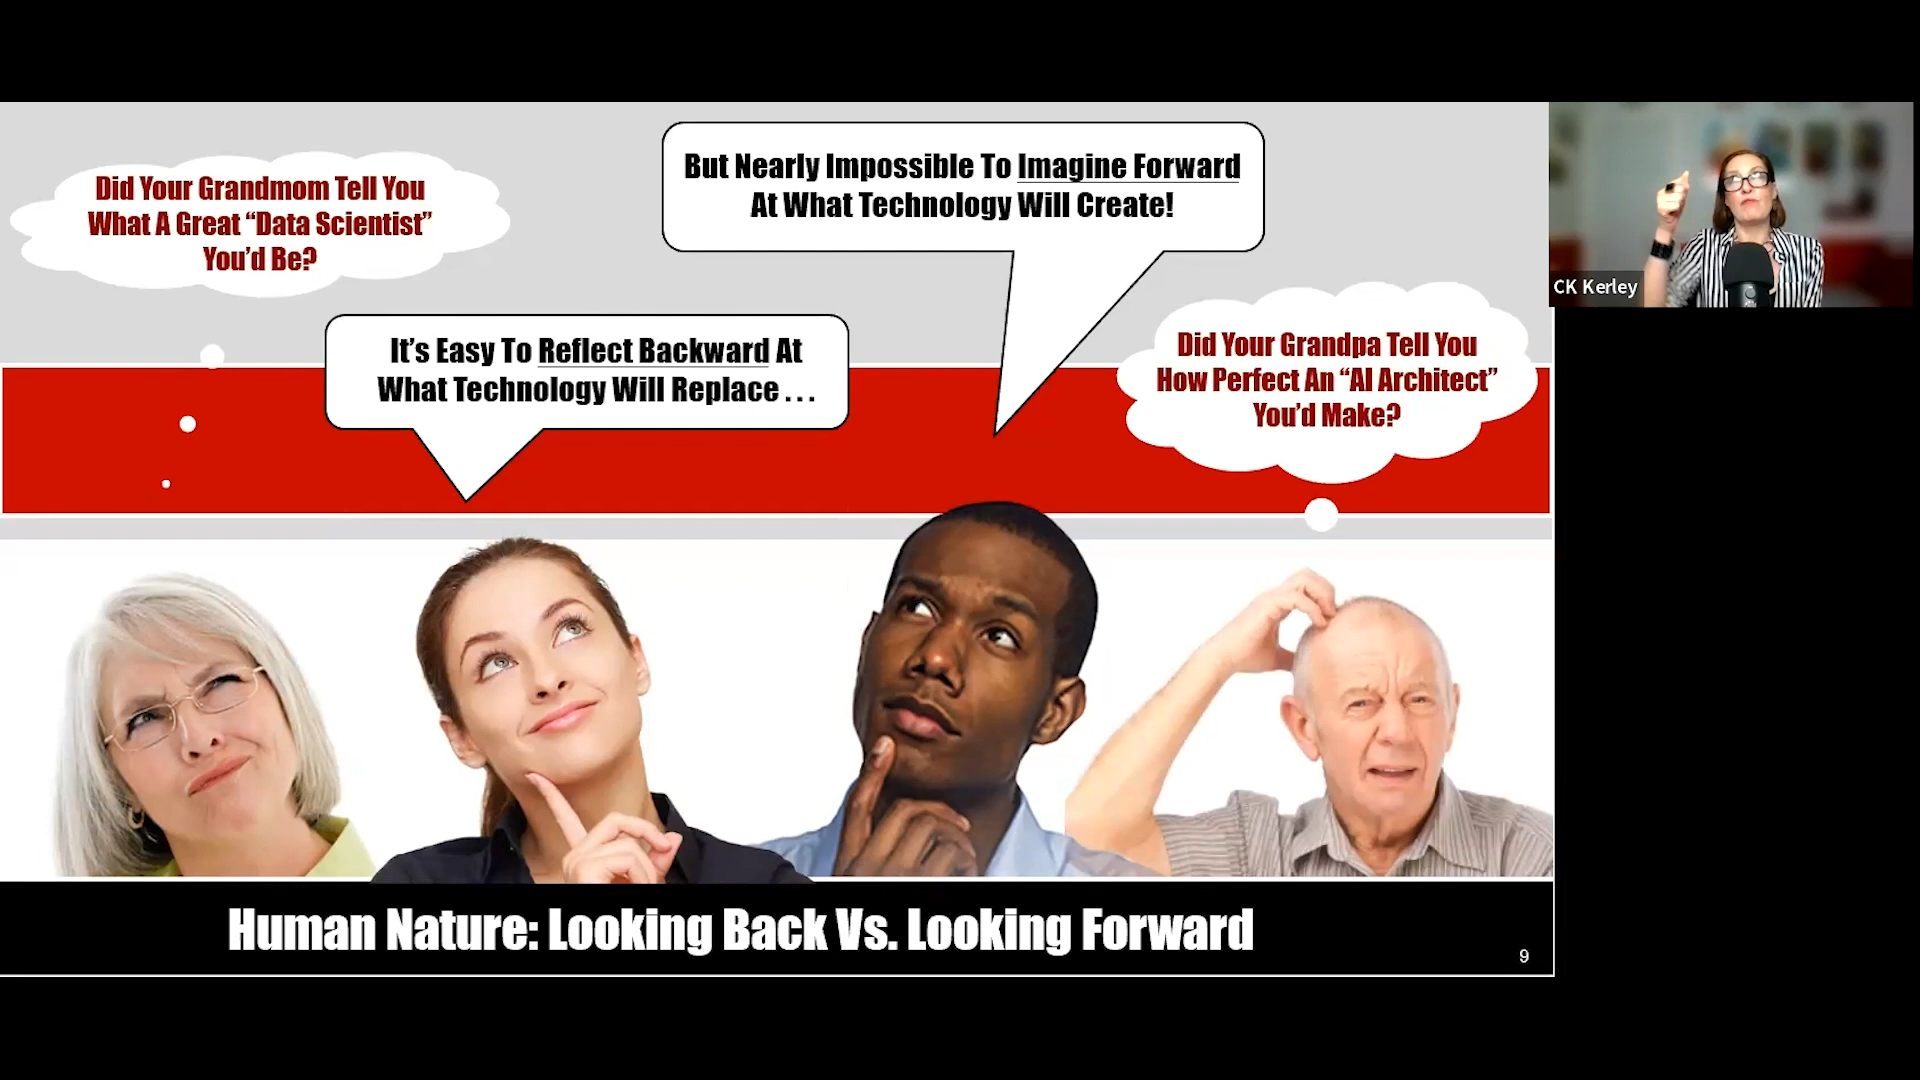 Did Your Grandmom Tell You
What A Great “Data Scientist”
You’d Be?
But Nearly Impossible To Imagine Forward
At What Technology Will Create!
It’s Easy To Reflect Backward At
What Technology Will Replace . . .
Did Your Grandpa Tell You
How Perfect An “AI Architect”
You’d Make?
Human Nature: Looking Back Vs. Looking Forward
9
CK Kerley